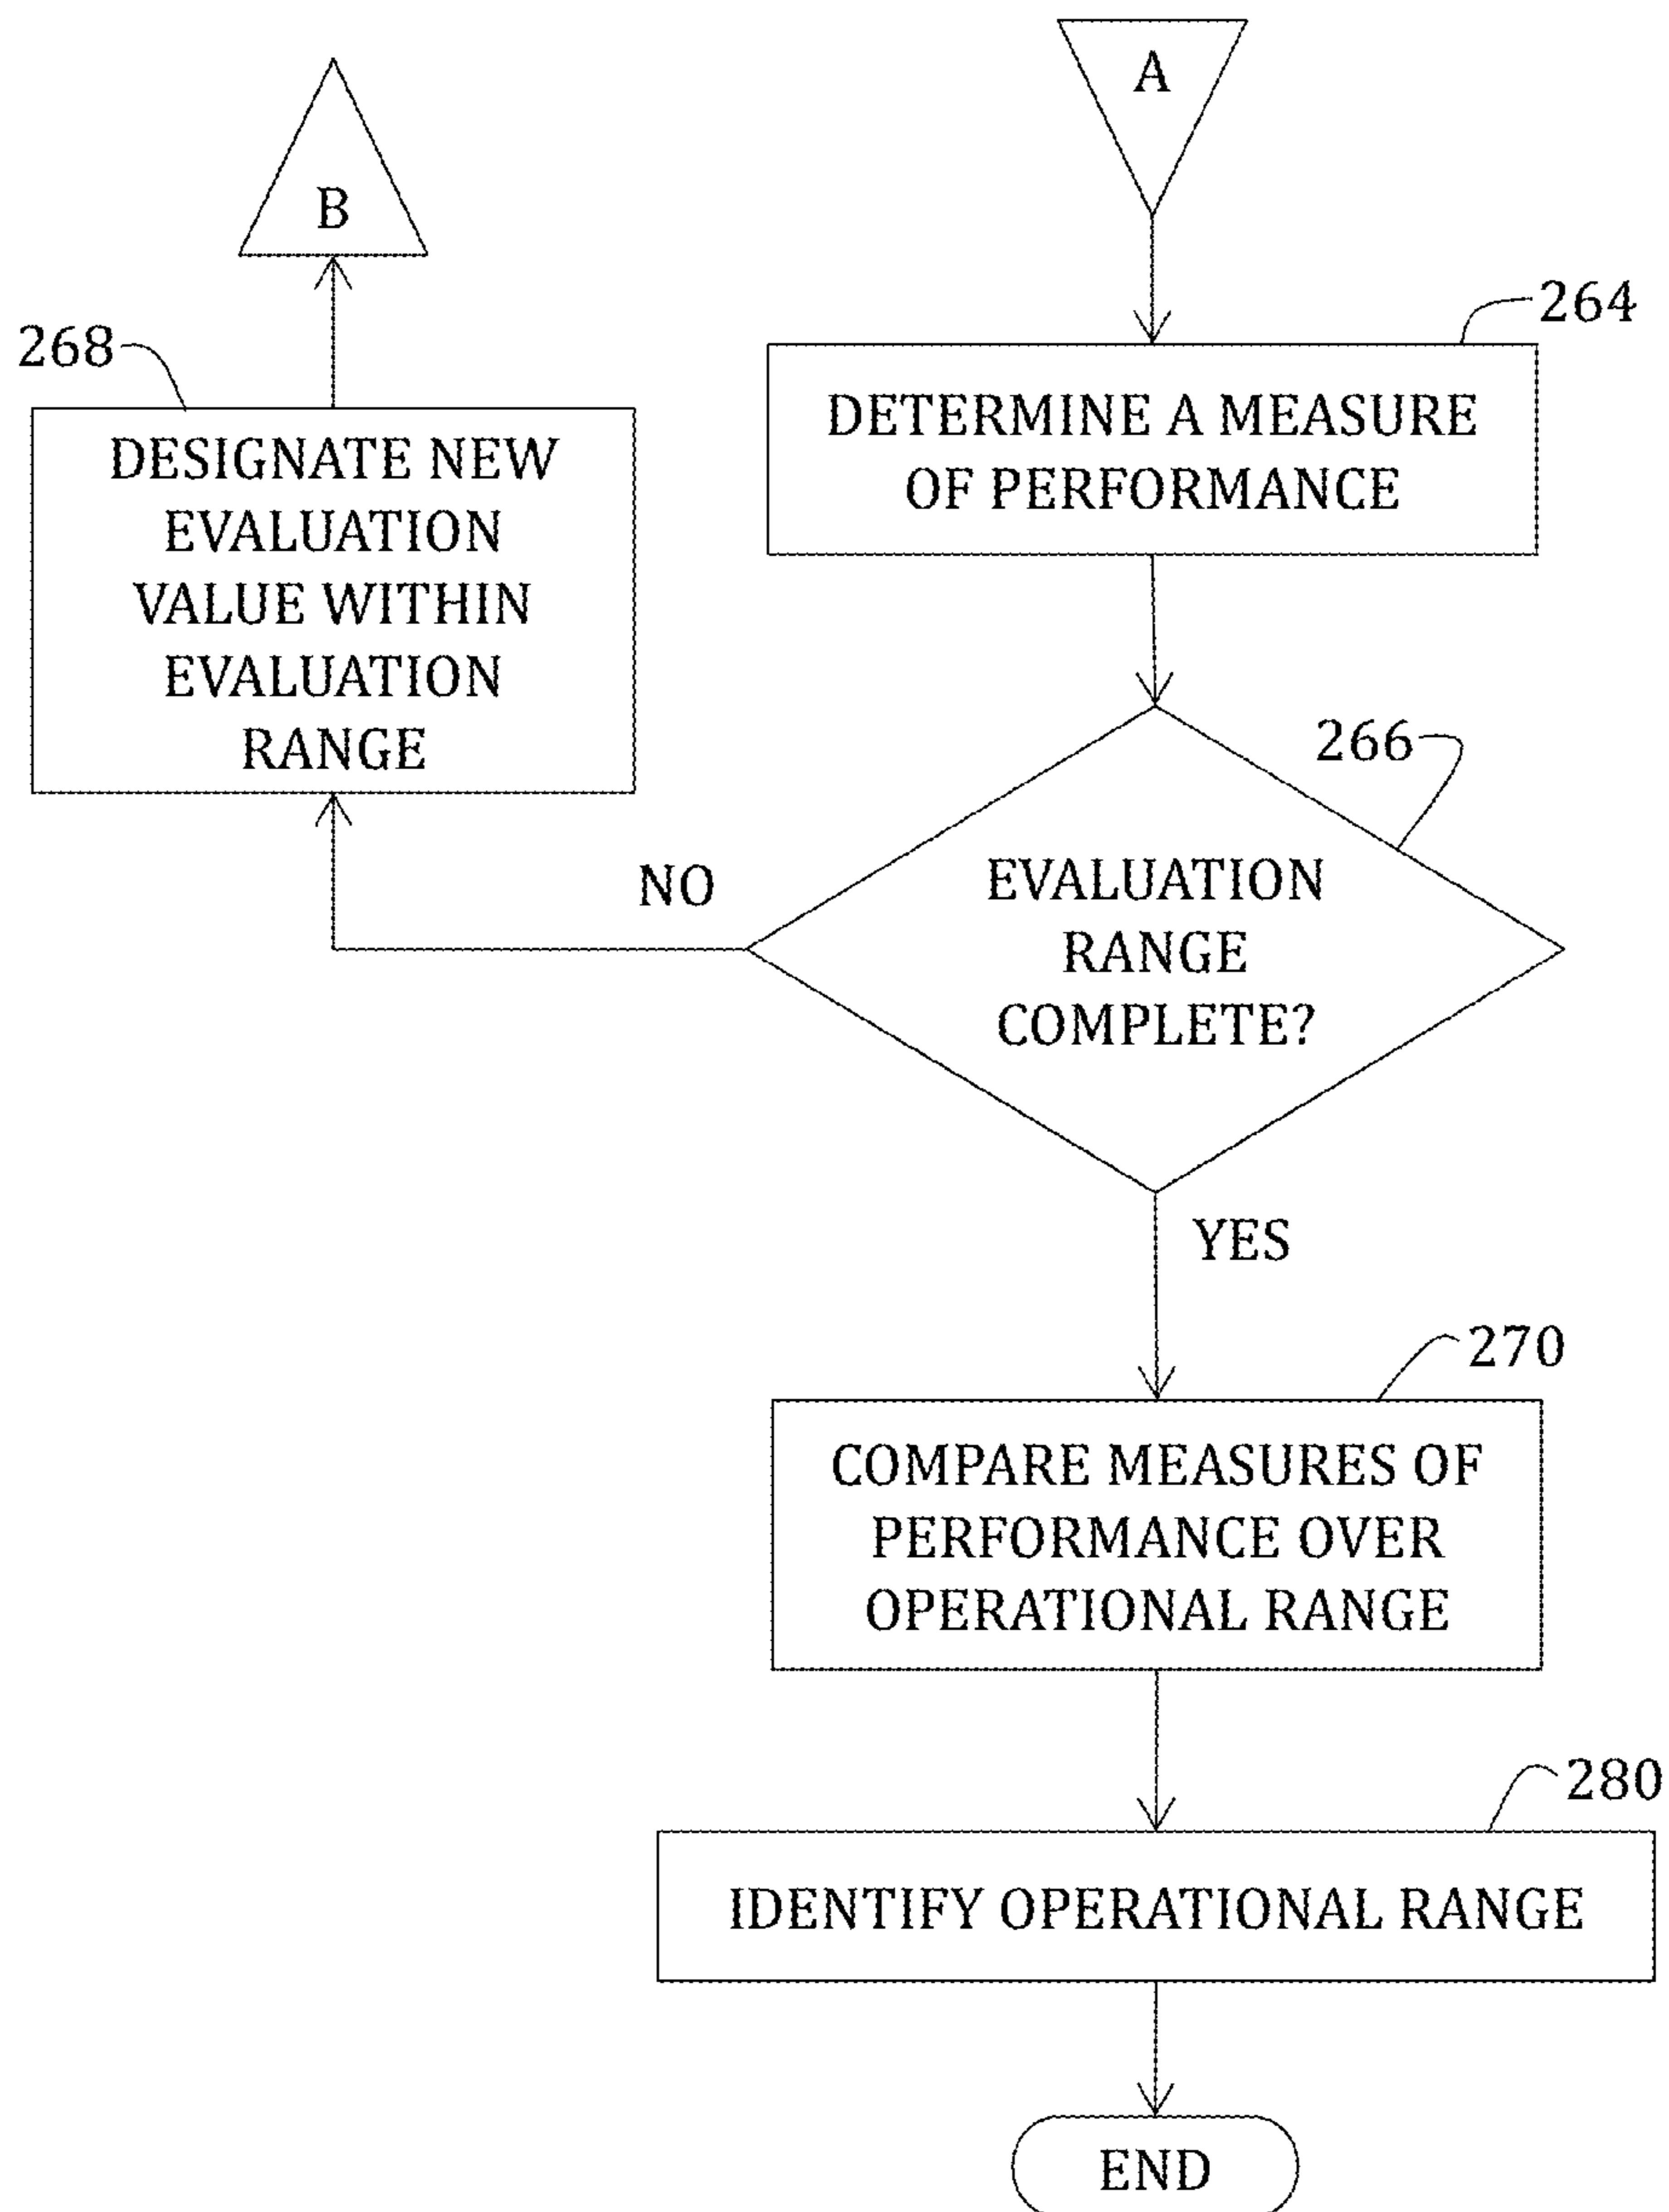 A
B
264
DETERMINE A MEASURE
OF PERFORMANCE
268
DESIGNATE NEW
EVALUATION
VALUE WITHIN
EVALUATION
RANGE
266
EVALUATION
RANGE
COMPLETE?
NO
YES
270
COMPARE MEASURES OF
PERFORMANCE OVER
OPERATIONAL RANGE
280
IDENTIFY OPERATIONAL RANGE
END